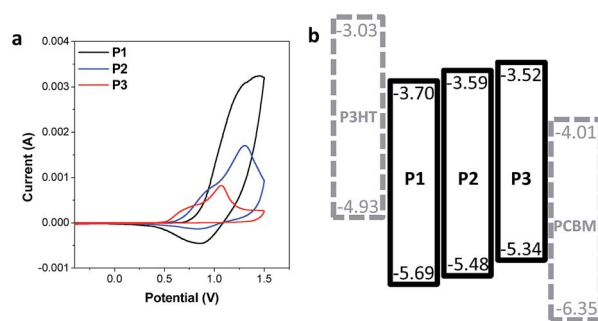 a
P1
P2
P3
0.004
0.003
0.002
0.001
0.000
-0.001
Current (A)
0.0
0.5
1.0
1.5
Potential (V)
b
-3.03
P3HT
-4.93
-3.70
P1
-5.69
-3.59
P2
-5.48
-3.52
P3
-5.34
-4.01
PCBM
-6.35